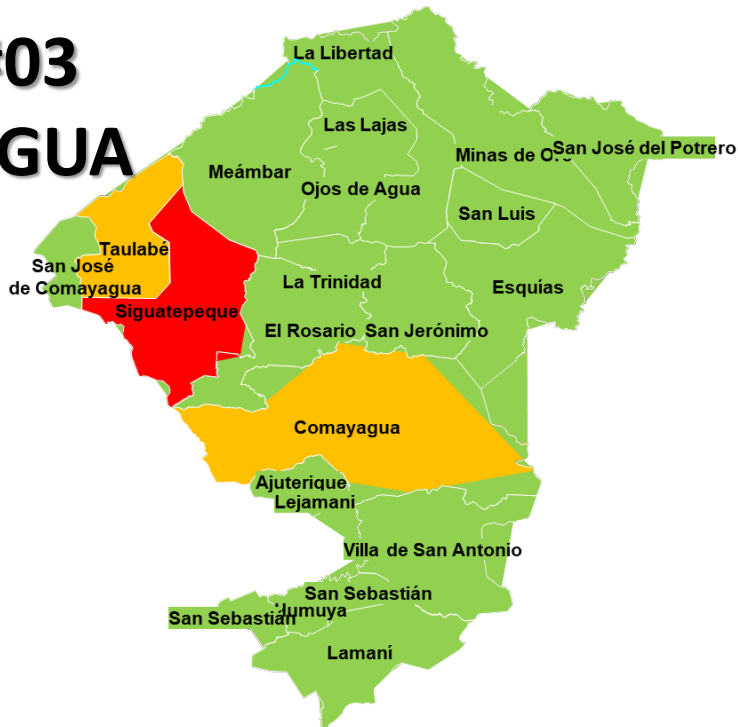 #03
GUA
La Libertad
Las Lajas
Meámbar
Minas de Oro
San José del Potrero
Ojos de Agua
San Luis
Taulabé
San José
de Comayagua
La Trinidad
Esquías
Siguatepeque
El Rosario
San Jerónimo
Comayagua
Ajuterique
Lejamani
Villa de San Antonio
San Sebastián
Humuya
San Sebastián
Lamaní